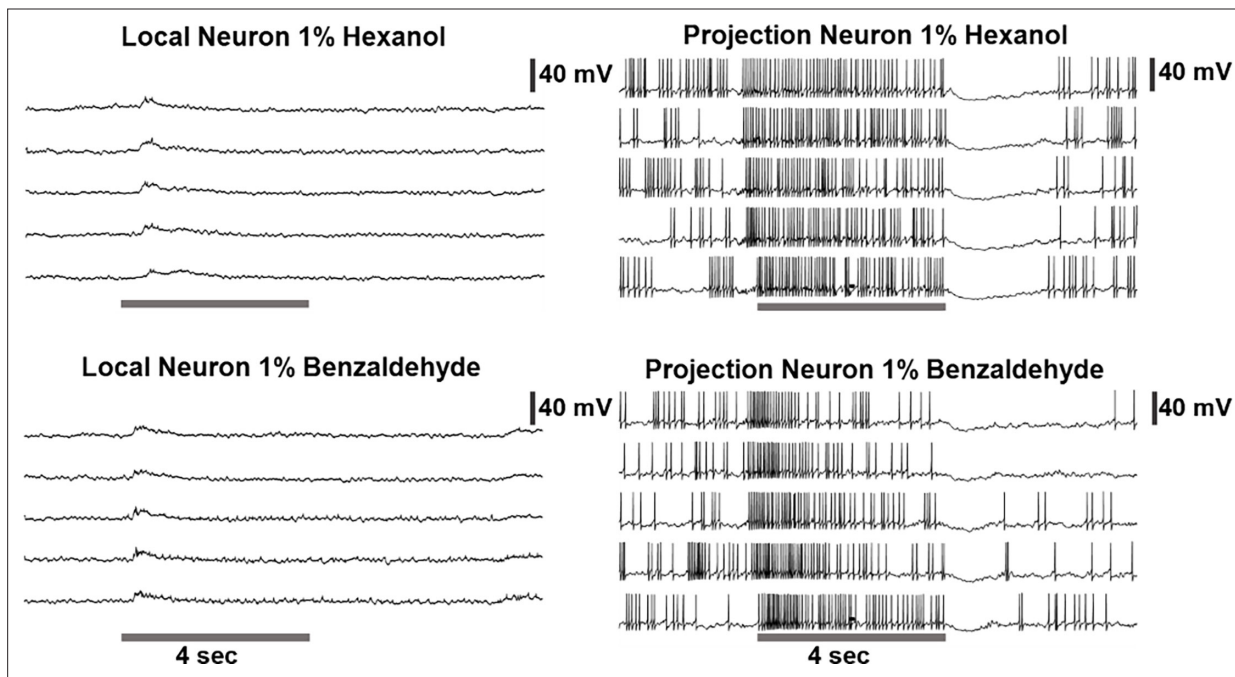 Local Neuron 1% Hexanol
40 mV
Projection Neuron 1% Hexanol
40 mV
Local Neuron 1% Benzaldehyde
40 mV
4 sec
Projection Neuron 1% Benzaldehyde
40 mV
4 sec